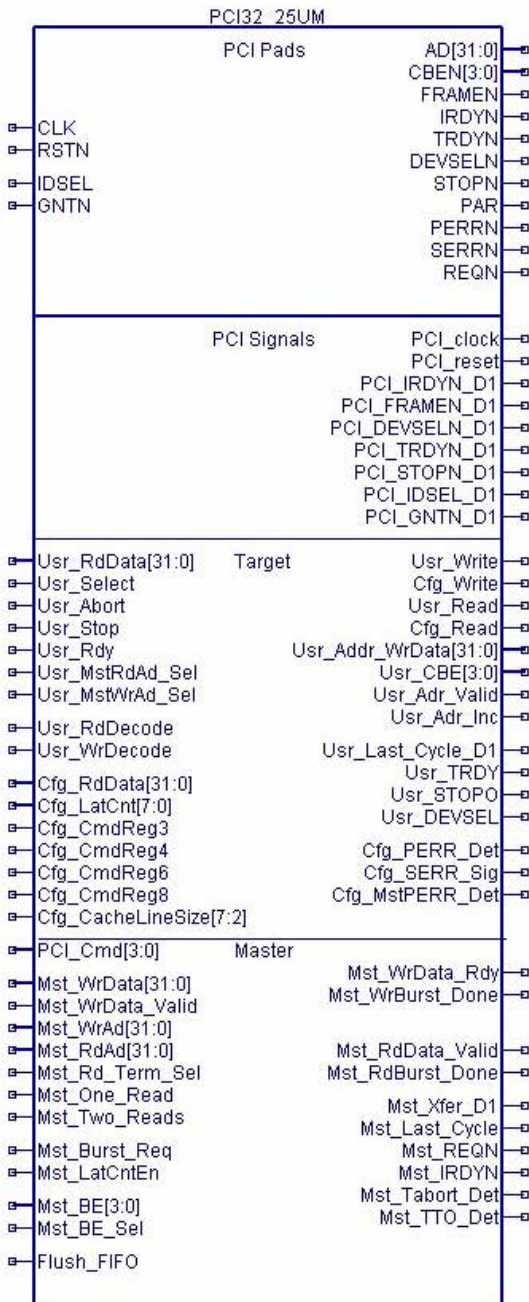 PCI32_25UM
PCI Pads
AD[31:0]
CBEN[3:0]
FRAMEN
IRDYN
CLK
TRDYN
RSTN
DEVSELN
IDSEL
STOPN
GNTN
PAR
PERRN
SERRN
REQN
PCI Signals
PCI_clock
PCI_reset
PCI_IRDYN_D1
PCI_FRAMEN_D1
PCI_DEVSELN_D1
PCI_TRDYN_D1
PCI_STOPN_D1
PCI_IDSEL_D1
PCI_GNTN_D1
Usr_RdData[31:0] Target Usr_Write
Usr_Select Cfg_Write
Usr_Abort Usr_Read
Usr_Stop Cfg_Read
Usr_Rdy Usr_Addr_WrData[31:0]
Usr_MstRdAd_Sel Usr_CBE[3:0]
Usr_MstWrAd_Sel Usr_Adr_Valid
Usr_Adr_Inc
Usr_RdDecode
Usr_WrDecode Usr_Last_Cycle_D1
Usr_TRDY
Cfg_RdData[31:0] Usr_STOPO
Cfg_LatCnt[7:0] Usr_DEVSEL
Cfg_CmdReg3
Cfg_CmdReg4 Cfg_PERR_Det
Cfg_CmdReg6 Cfg_SERR_Sig
Cfg_CmdReg8 Cfg_MstPERR_Det
Cfg_CacheLineSize[7:2]
PCI_Cmd[3:0] Master
Mst_WrData_Rdy
Mst_WrData[31:0] Mst_WrBurst_Done
Mst_WrData_Valid
Mst_WrAd[31:0]
Mst_RdAd[31:0] Mst_RdData_Valid
Mst_Rd_Term_Sel Mst_RdBurst_Done
Mst_One_Read
Mst_Two_Reads Mst_Xfer_D1
Mst_Last_Cycle
Mst_Burst_Req Mst_REQN
Mst_LatCntEn Mst_IRDYN
Mst_Tabort_Det
Mst_BE[3:0] Mst_TTO_Det
Mst_BE_Sel
Flush_FIFO